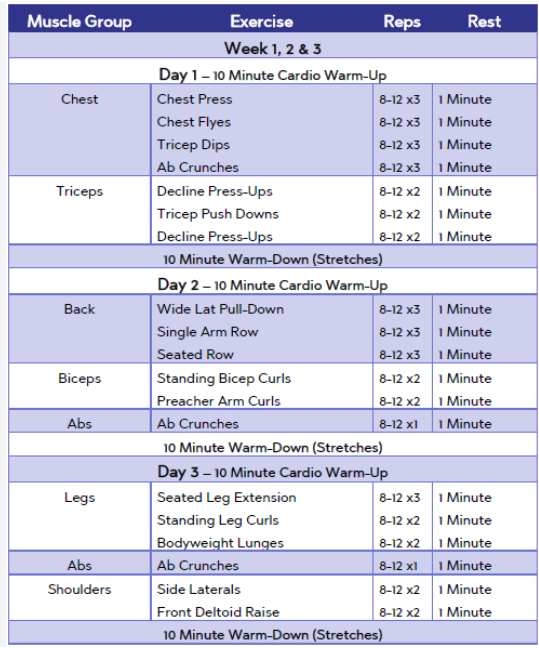 Muscle Group Exercise Reps Rest
Week 1, 2 & 3
Day 1 – 10 Minute Cardio Warm-Up
Chest Chest Press 8-12 x3 1 Minute
Chest Flyes 8-12 x3 1 Minute
Tricep Dips 8-12 x3 1 Minute
Ab Crunches 8-12 x3 1 Minute
Triceps Decline Press-Ups 8-12 x2 1 Minute
Tricep Push Downs 8-12 x2 1 Minute
Decline Press-Ups 8-12 x2 1 Minute
10 Minute Warm-Down (Stretches)
Day 2 – 10 Minute Cardio Warm-Up
Back Wide Lat Pull-Down 8-12 x3 1 Minute
Single Arm Row 8-12 x3 1 Minute
Seated Row 8-12 x3 1 Minute
Biceps Standing Bicep Curls 8-12 x2 1 Minute
Preacher Arm Curls 8-12 x2 1 Minute
Abs Ab Crunches 8-12 x1 1 Minute
10 Minute Warm-Down (Stretches)
Day 3 – 10 Minute Cardio Warm-Up
Legs Seated Leg Extension 8-12 x3 1 Minute
Standing Leg Curls 8-12 x2 1 Minute
Bodyweight Lunges 8-12 x2 1 Minute
Abs Ab Crunches 8-12 x1 1 Minute
Shoulders Side Laterals 8-12 x2 1 Minute
Front Deltoid Raise 8-12 x2 1 Minute
10 Minute Warm-Down (Stretches)